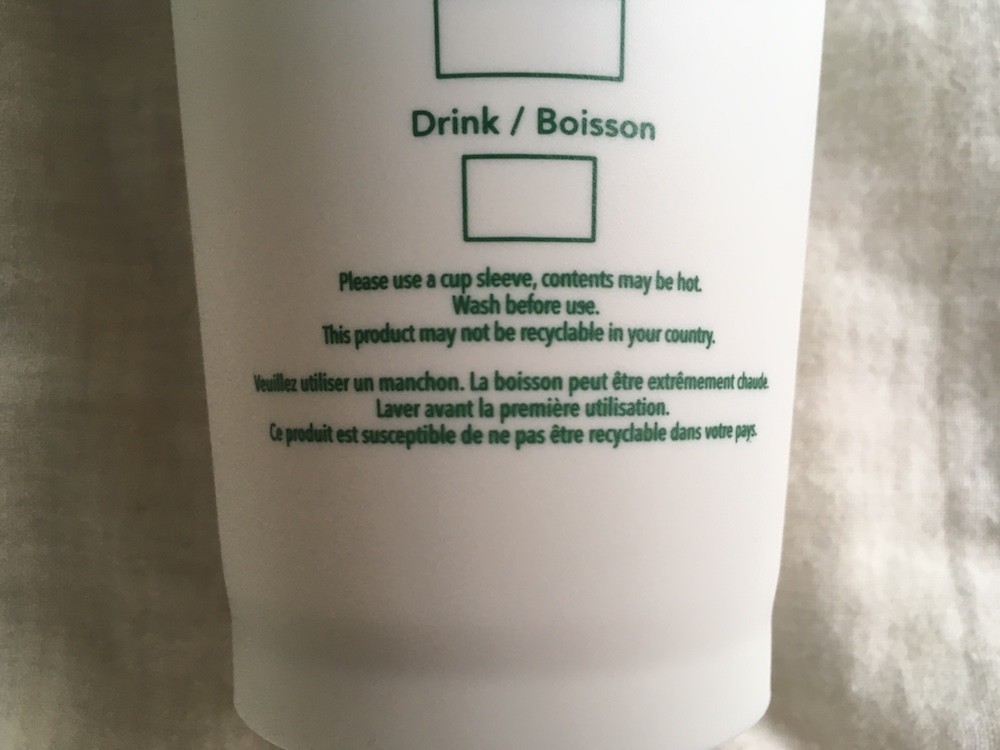 Drink / Boisson
Please use a cup sleeve, contents may be hot.
Wash before use.
This product may not be recyclable in your country.
Veuillez utiliser un manchon. La boisson peut être extrêmement chaude.
Laver avant la première utilisation.
Ce produit est susceptible de ne pas être recyclable dans votre pays.